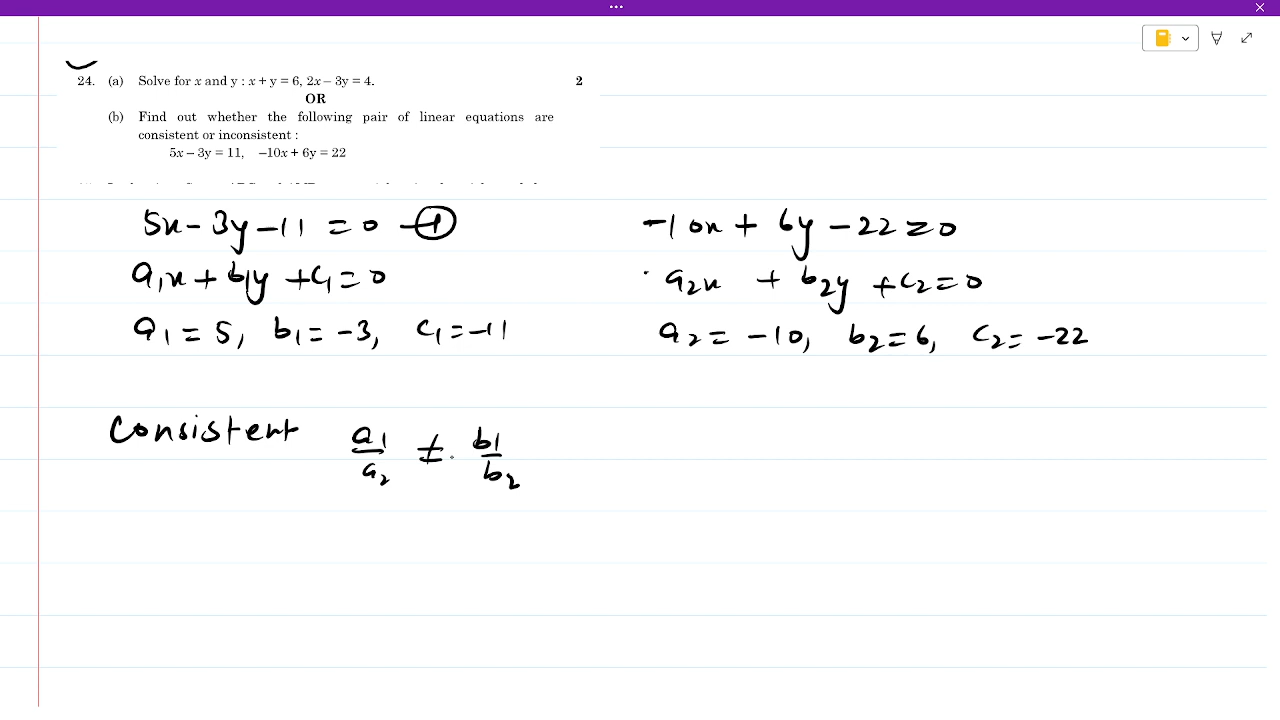 24. (a) Solve for x and y : x + y = 6, 2x – 3y = 4. 2
OR
(b) Find out whether the following pair of linear equations are
consistent or inconsistent :
5x – 3y = 11, –10x + 6y = 22
5x - 3y - 11 = 0 - 1
-10x + 6y - 22 = 0
a1x + b1y + c1 = 0
a2x + b2y + c2 = 0
a1 = 5, b1 = -3, c1 = -11
a2 = -10, b2 = 6, c2 = -22
Consistent a1/a2 ≠ b1/b2